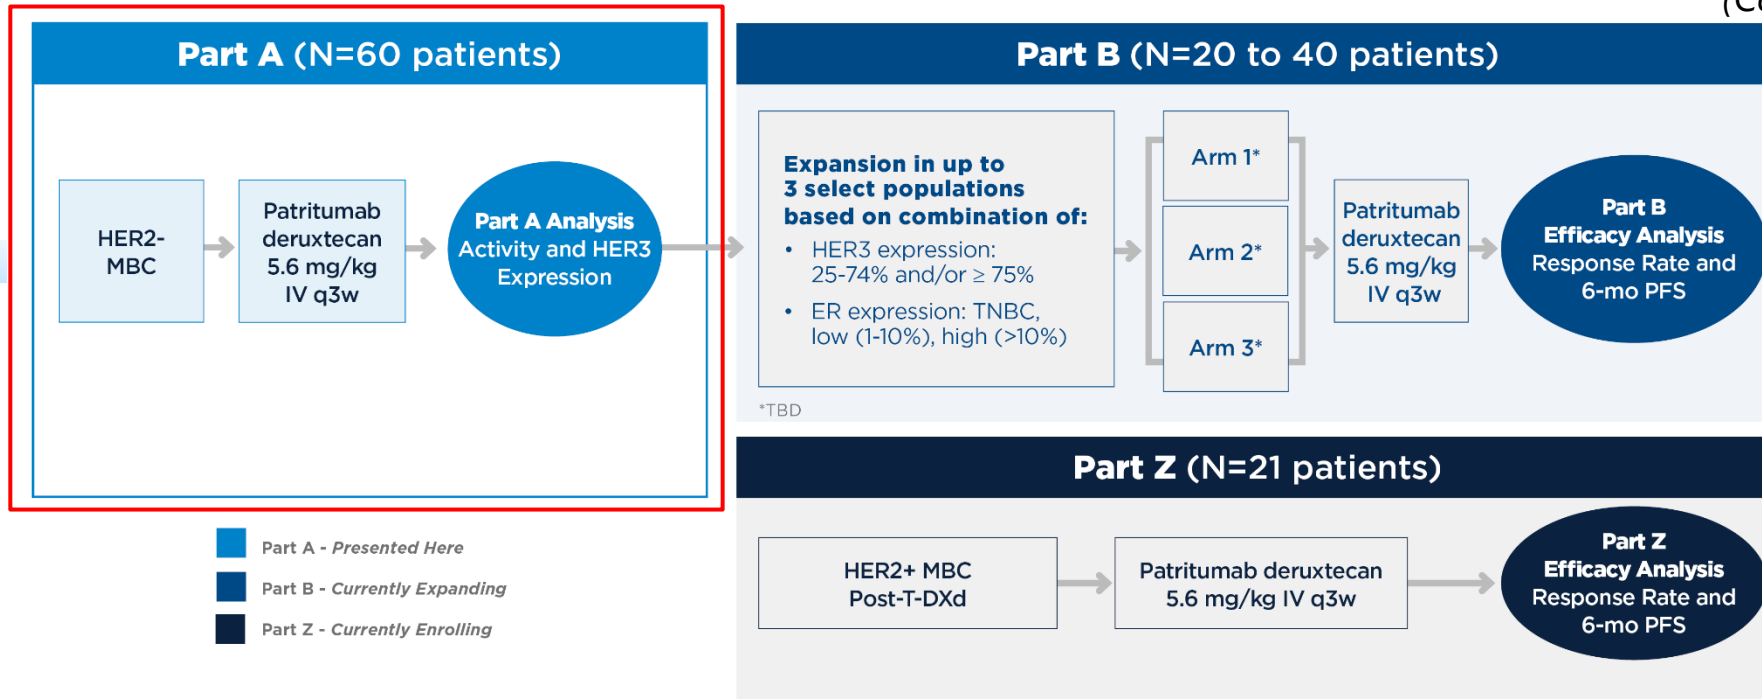 (Co
Part A (N=60 patients)
HER2-
MBC
Patritumab
deruxtecan
5.6 mg/kg
IV q3w
Part A Analysis
Activity and HER3
Expression
Part B (N=20 to 40 patients)
Expansion in up to
3 select populations
based on combination of:
• HER3 expression:
25-74% and/or ≥ 75%
• ER expression: TNBC,
low (1-10%), high (>10%)
*TBD
Arm 1*
Arm 2*
Arm 3*
Patritumab
deruxtecan
5.6 mg/kg
IV q3w
Part B
Efficacy Analysis
Response Rate and
6-mo PFS
Part Z (N=21 patients)
HER2+ MBC
Post-T-DXd
Patritumab deruxtecan
5.6 mg/kg IV q3w
Part Z
Efficacy Analysis
Response Rate and
6-mo PFS
Part A - Presented Here
Part B - Currently Expanding
Part Z - Currently Enrolling